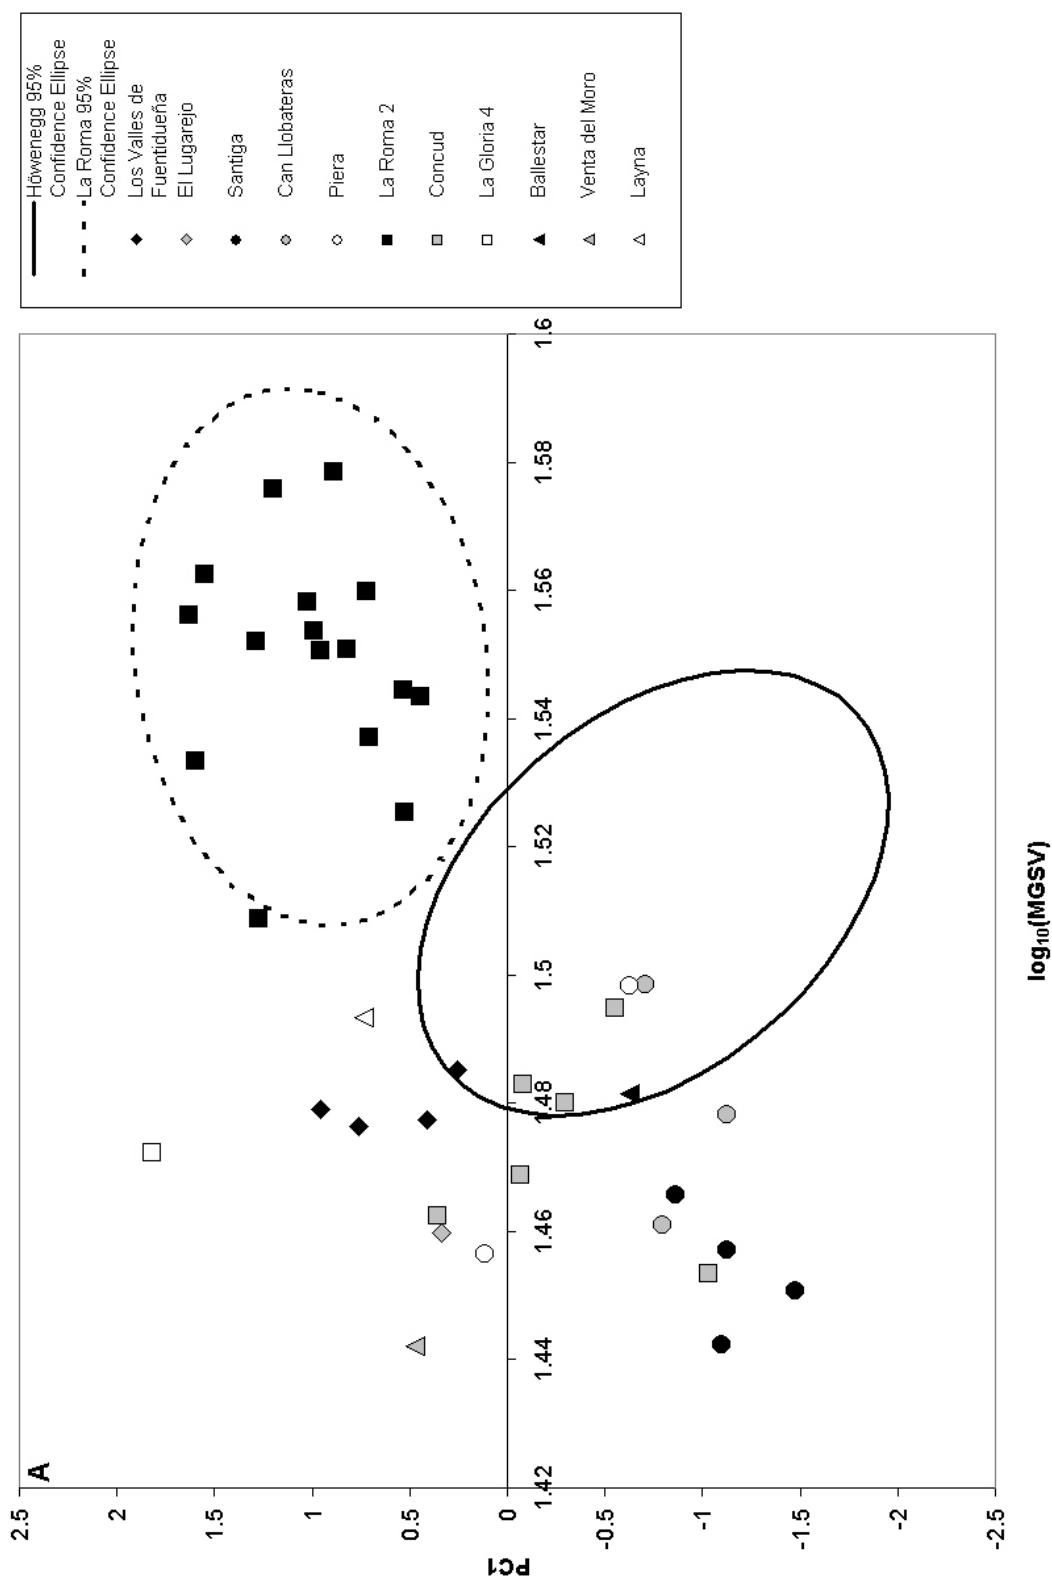 A
2.5
2
1.5
1
0.5
0
-0.5
-1
-1.5
-2
-2.5
PC1
1.42
1.44
1.46
1.48
1.5
1.52
1.54
1.56
1.58
1.6
log₁₀(MGSV)
Höwenegg 95%
Confidence Ellipse
La Roma 95%
Confidence Ellipse
Los Valles de
Fuentidueña
El Lugarejo
Santiga
Can Llobateras
Piera
La Roma 2
Concud
La Gloria 4
Ballestar
Venta del Moro
Layna